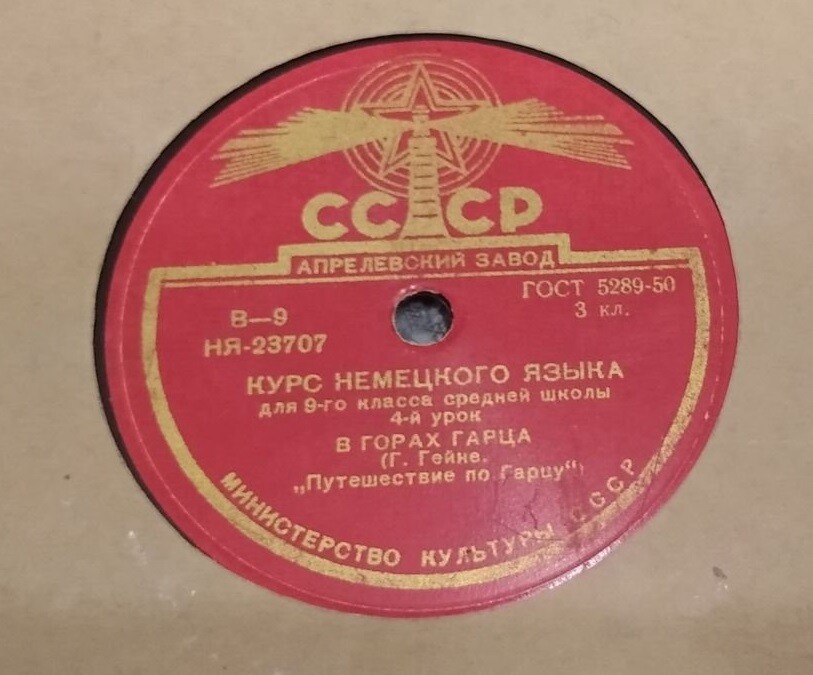 СССР
АПРЕЛЕВСКИЙ ЗАВОД
ГОСТ 5289-50
3 кл.
В—9
НЯ-23707
КУРС НЕМЕЦКОГО ЯЗЫКА
для 9-го класса средней школы
4-й урок
В ГОРАХ ГАРЦА
(Г. Гейне.
„Путешествие по Гарцу“)
МИНИСТЕРСТВО КУЛЬТУРЫ СССР